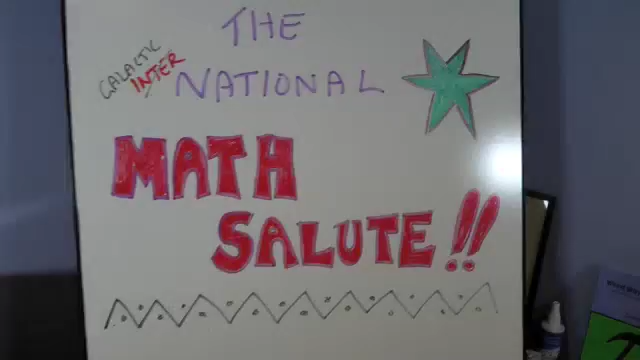 THE
GALACTIC
INTER
NATIONAL
MATH
SALUTE!!